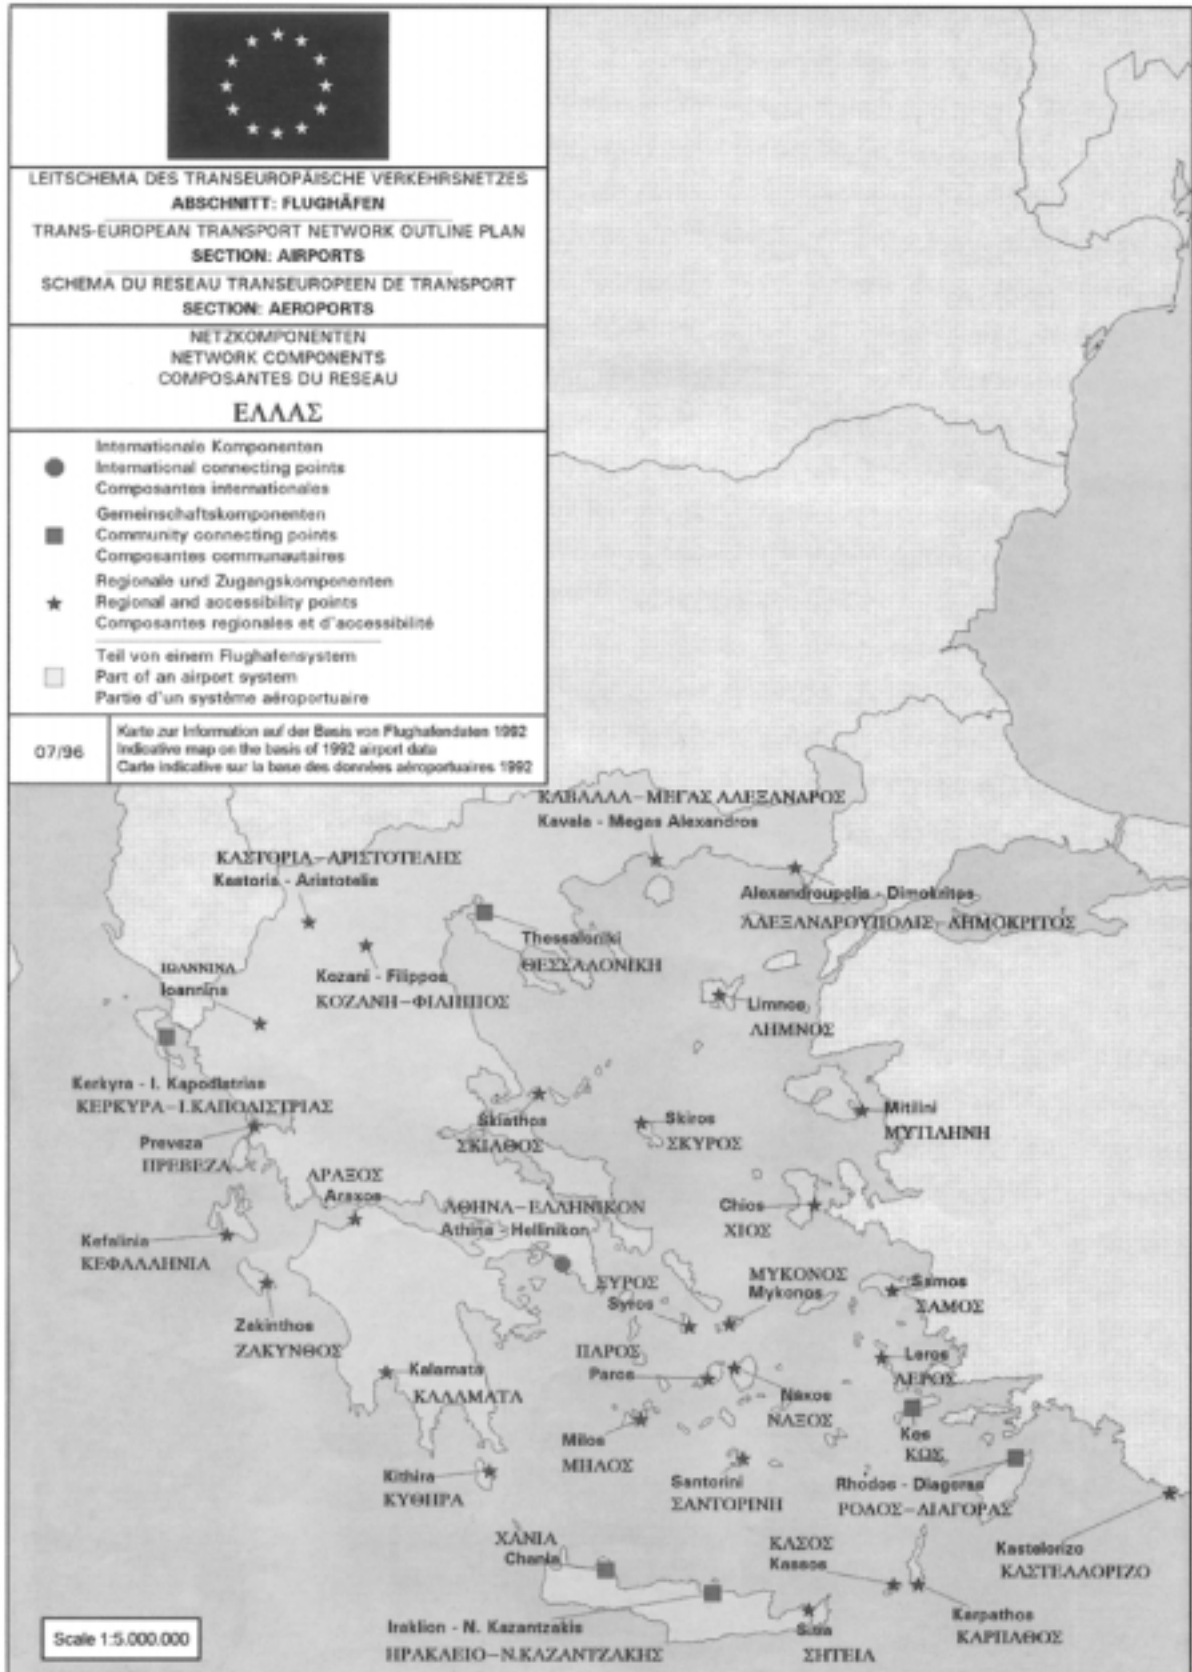 LEITSCHEMA DES TRANSEUROPÄISCHE VERKEHRSNETZES
ABSCHNITT: FLUGHÄFEN
TRANS-EUROPEAN TRANSPORT NETWORK OUTLINE PLAN
SECTION: AIRPORTS
SCHEMA DU RESEAU TRANSEUROPEEN DE TRANSPORT
SECTION: AEROPORTS
NETZKOMPONENTEN
NETWORK COMPONENTS
COMPOSANTES DU RESEAU
ΕΛΛΑΣ
Internationale Komponenten
International connecting points
Composantes internationales
Gemeinschaftskomponenten
Community connecting points
Composantes communautaires
Regionale und Zugangskomponenten
Regional and accessibility points
Composantes regionales et d'accessibilité
Teil von einem Flughafensystem
Part of an airport system
Partie d'un système aéroportuaire
07/96
Karte zur Information auf der Basis von Flughafendaten 1992
Indicative map on the basis of 1992 airport data
Carte indicative sur la base des données aéroportuaires 1992
ΚΑΒΑΛΑ-ΜΕΓΑΣ ΑΛΕΞΑΝΔΡΟΣ
Kavala - Megas Alexandros
ΚΑΣΤΟΡΙΑ-ΑΡΙΣΤΟΤΕΛΗΣ
Kastoria - Aristotelis
Alexandroupolis - Dimokritos
ΑΛΕΞΑΝΔΡΟΥΠΟΛΙΣ-ΔΗΜΟΚΡΙΤΟΣ
Thessaloniki
ΘΕΣΣΑΛΟΝΙΚΗ
ΙΩΑΝΝΙΝΑ
Ioannina
Kozani - Filippos
ΚΟΖΑΝΗ-ΦΙΛΙΠΠΟΣ
Limnos
ΛΗΜΝΟΣ
Kerkyra - I. Kapodistrias
ΚΕΡΚΥΡΑ-Ι.ΚΑΠΟΔΙΣΤΡΙΑΣ
Skiathos
ΣΚΙΑΘΟΣ
Skiros
ΣΚΥΡΟΣ
Mitilini
ΜΥΤΙΛΗΝΗ
Preveza
ΠΡΕΒΕΖΑ
ΑΡΑΞΟΣ
Araxos
ΑΘΗΝΑ-ΕΛΛΗΝΙΚΟΝ
Athina - Hellinikon
Chios
ΧΙΟΣ
Kefalinia
ΚΕΦΑΛΛΗΝΙΑ
ΣΥΡΟΣ
Syros
ΜΥΚΟΝΟΣ
Mykonos
Samos
ΣΑΜΟΣ
Zakinthos
ΖΑΚΥΝΘΟΣ
ΠΑΡΟΣ
Paros
Leros
ΛΕΡΟΣ
Kalamata
ΚΑΛΑΜΑΤΑ
Naxos
ΝΑΞΟΣ
Milos
ΜΗΛΟΣ
Kos
ΚΩΣ
Kithira
ΚΥΘΗΡΑ
Santorini
ΣΑΝΤΟΡΙΝΗ
Rhodos - Diagoras
ΡΟΔΟΣ-ΔΙΑΓΟΡΑΣ
ΧΑΝΙΑ
Chania
ΚΑΣΟΣ
Kassos
Kastelorizo
ΚΑΣΤΕΛΛΟΡΙΖΟ
Iraklion - N. Kazantzakis
ΗΡΑΚΛΕΙΟ-Ν.ΚΑΖΑΝΤΖΑΚΗΣ
Sitia
ΣΗΤΕΙΑ
Karpathos
ΚΑΡΠΑΘΟΣ
Scale 1:5.000.000